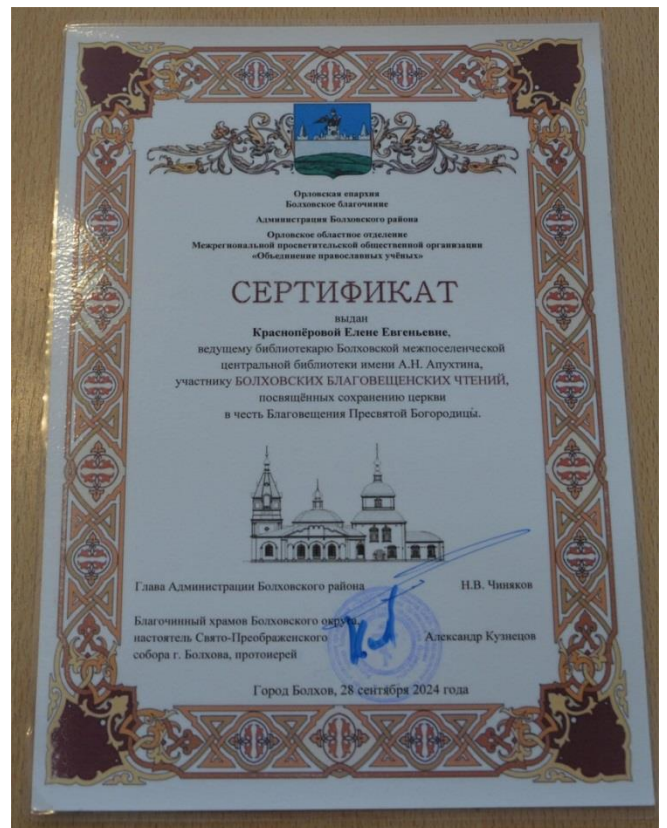 Орловская епархия
Болховское благочиние
Администрация Болховского района
Орловское областное отделение
Межрегиональной просветительской общественной организации
«Объединение православных учёных»
СЕРТИФИКАТ
выдан
Краснопёровой Елене Евгеньевне,
ведущему библиотекарю Болховской межпоселенческой
центральной библиотеки имени А.Н. Апухтина,
участнику БОЛХОВСКИХ БЛАГОВЕЩЕНСКИХ ЧТЕНИЙ,
посвящённых сохранению церкви
в честь Благовещения Пресвятой Богородицы.
Глава Администрации Болховского района Н.В. Чиняков
Благочинный храмов Болховского округа,
настоятель Свято-Преображенского Александр Кузнецов
собора г. Болхова, протоиерей
Город Болхов, 28 сентября 2024 года